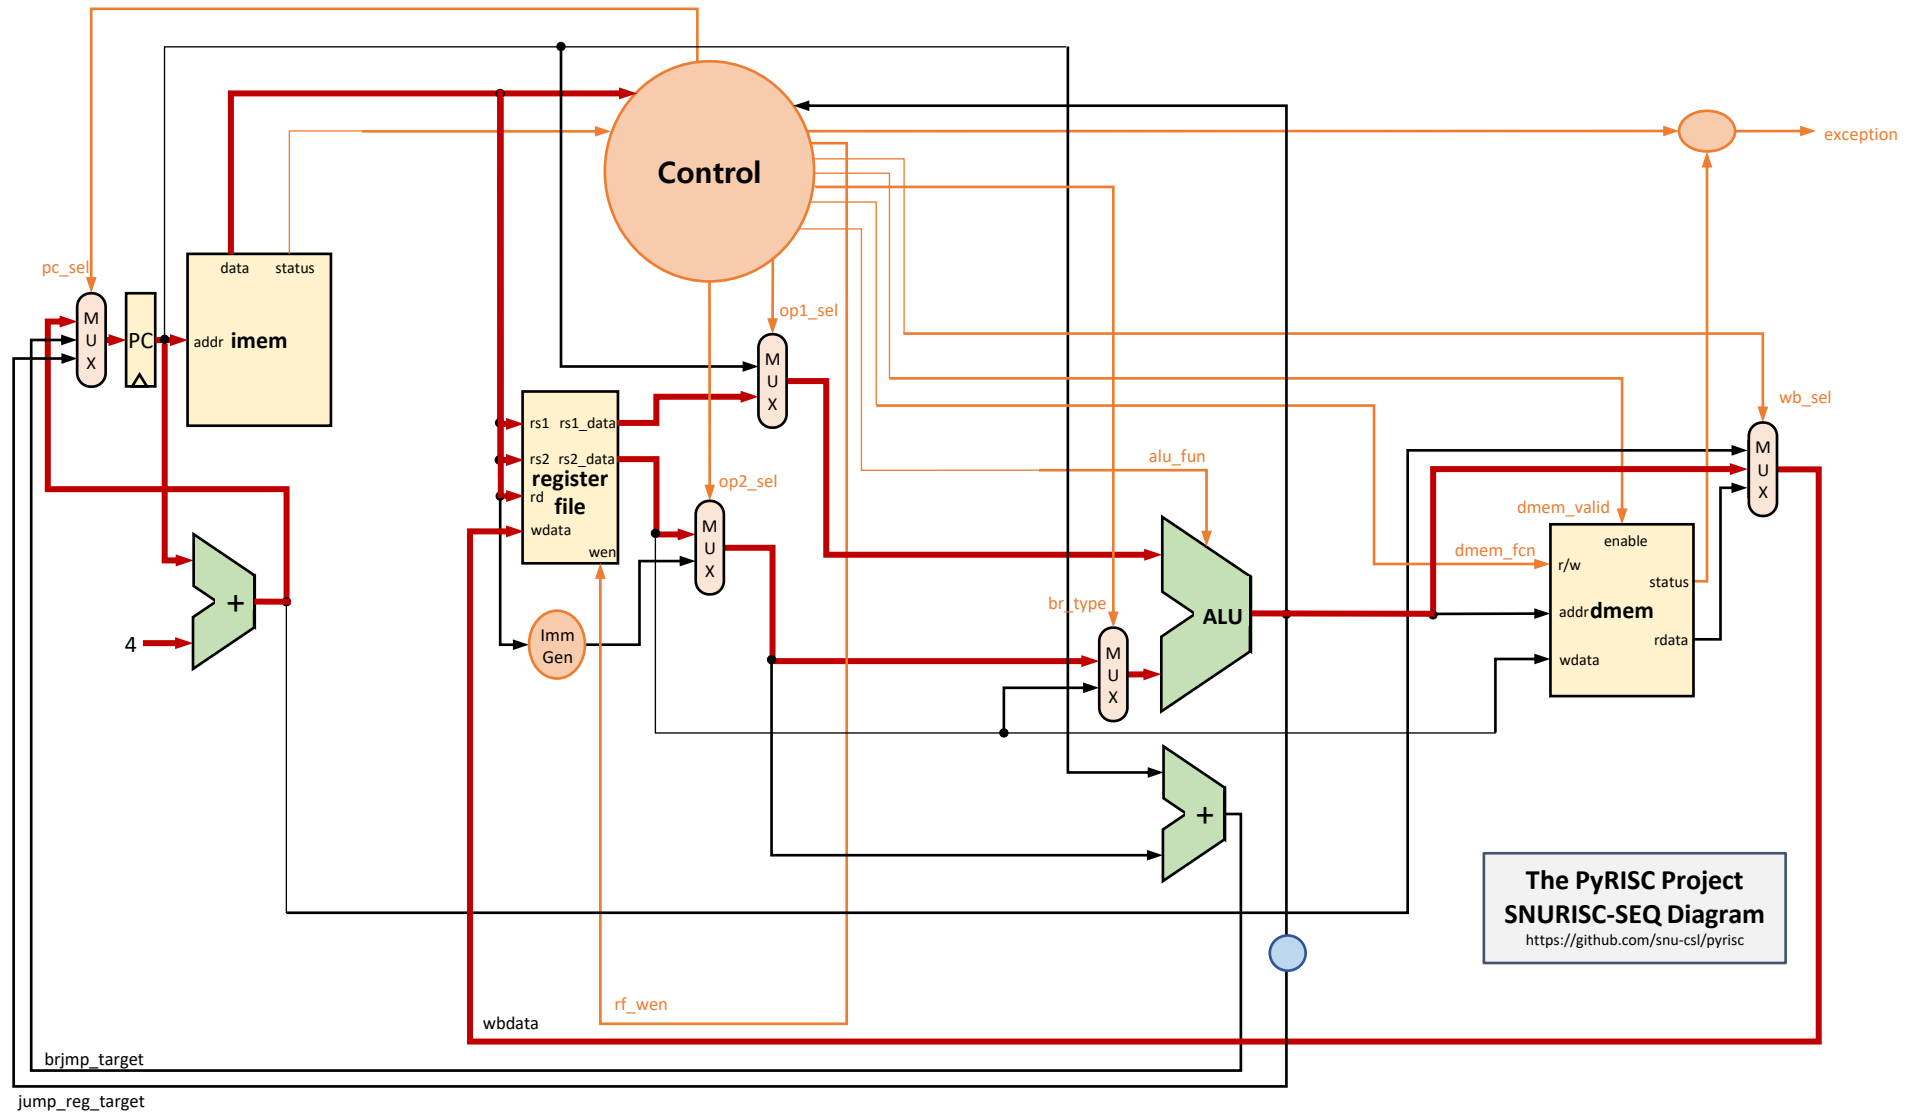 Control
exception
pc_sel
data
status
M
U
X
PC
addr
imem
op1_sel
M
U
X
rs1
rs1_data
rs2
rs2_data
register
file
rd
wdata
wen
op2_sel
M
U
X
alu_fun
wb_sel
M
U
X
dmem_valid
enable
dmem_fcn
r/w
status
addr
dmem
rdata
wdata
br_type
M
U
X
ALU
+
4
Imm
Gen
+
The PyRISC Project
SNURISC-SEQ Diagram
https://github.com/snu-csl/pyrisc
rf_wen
wbdata
brjmp_target
jump_reg_target